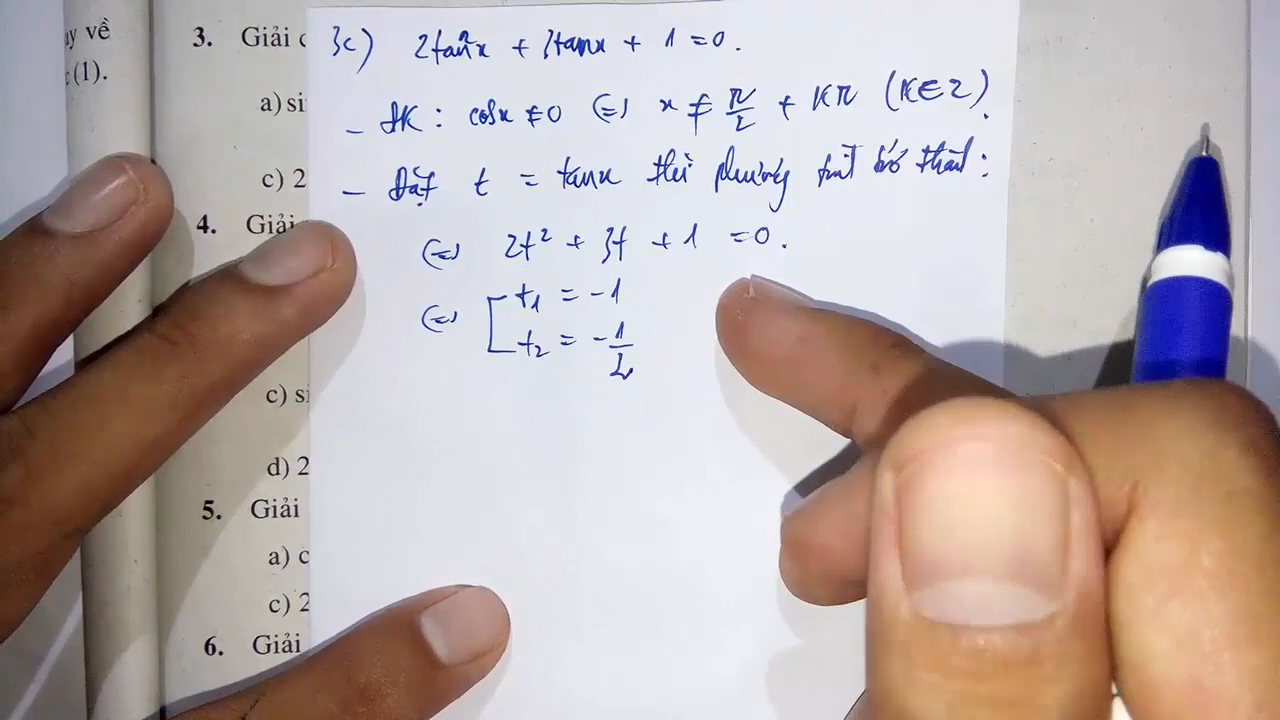 ay về
c (1).
3. Giải c
a) si
c) 2
4. Giải
c) si
d) 2
5. Giải
a) c
c) 2
6. Giải
3c) 2tan²x + 3tanx + 1 = 0.
- ĐK: cosx ≠ 0 (=) x ≠ π/2 + Kπ (K∈Z).
- Đặt t = tanx thì phương trở thành:
(=) 2t² + 3t + 1 = 0.
(=) [ t₁ = -1
t₂ = -1/2